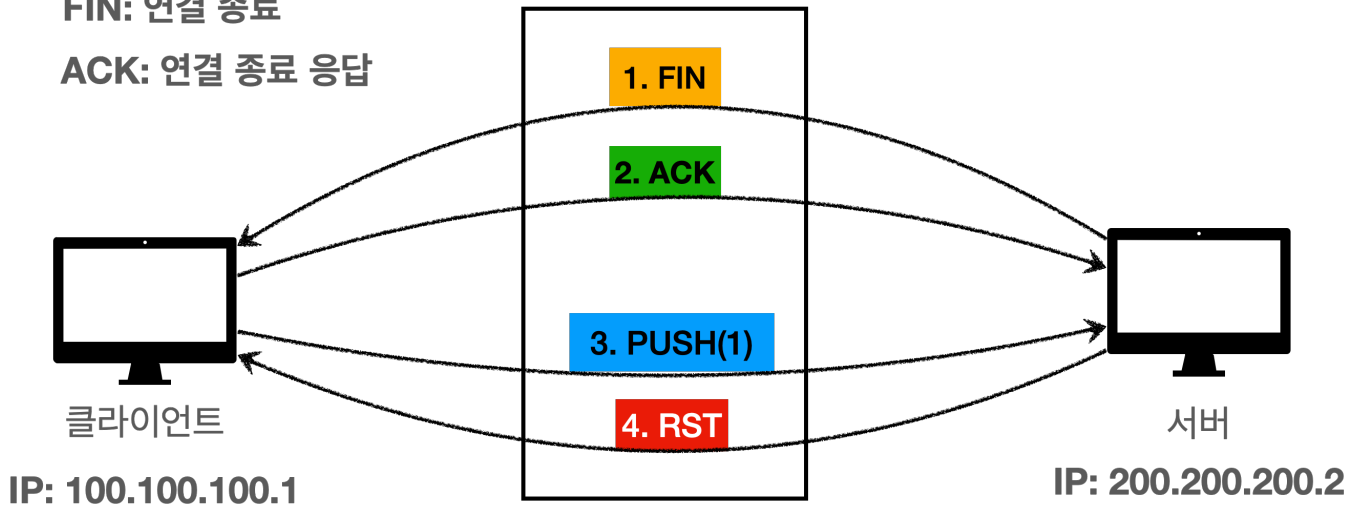 FIN: 연결 종료
ACK: 연결 종료 응답
1. FIN
2. ACK
3. PUSH(1)
4. RST
클라이언트
서버
IP: 100.100.100.1
IP: 200.200.200.2